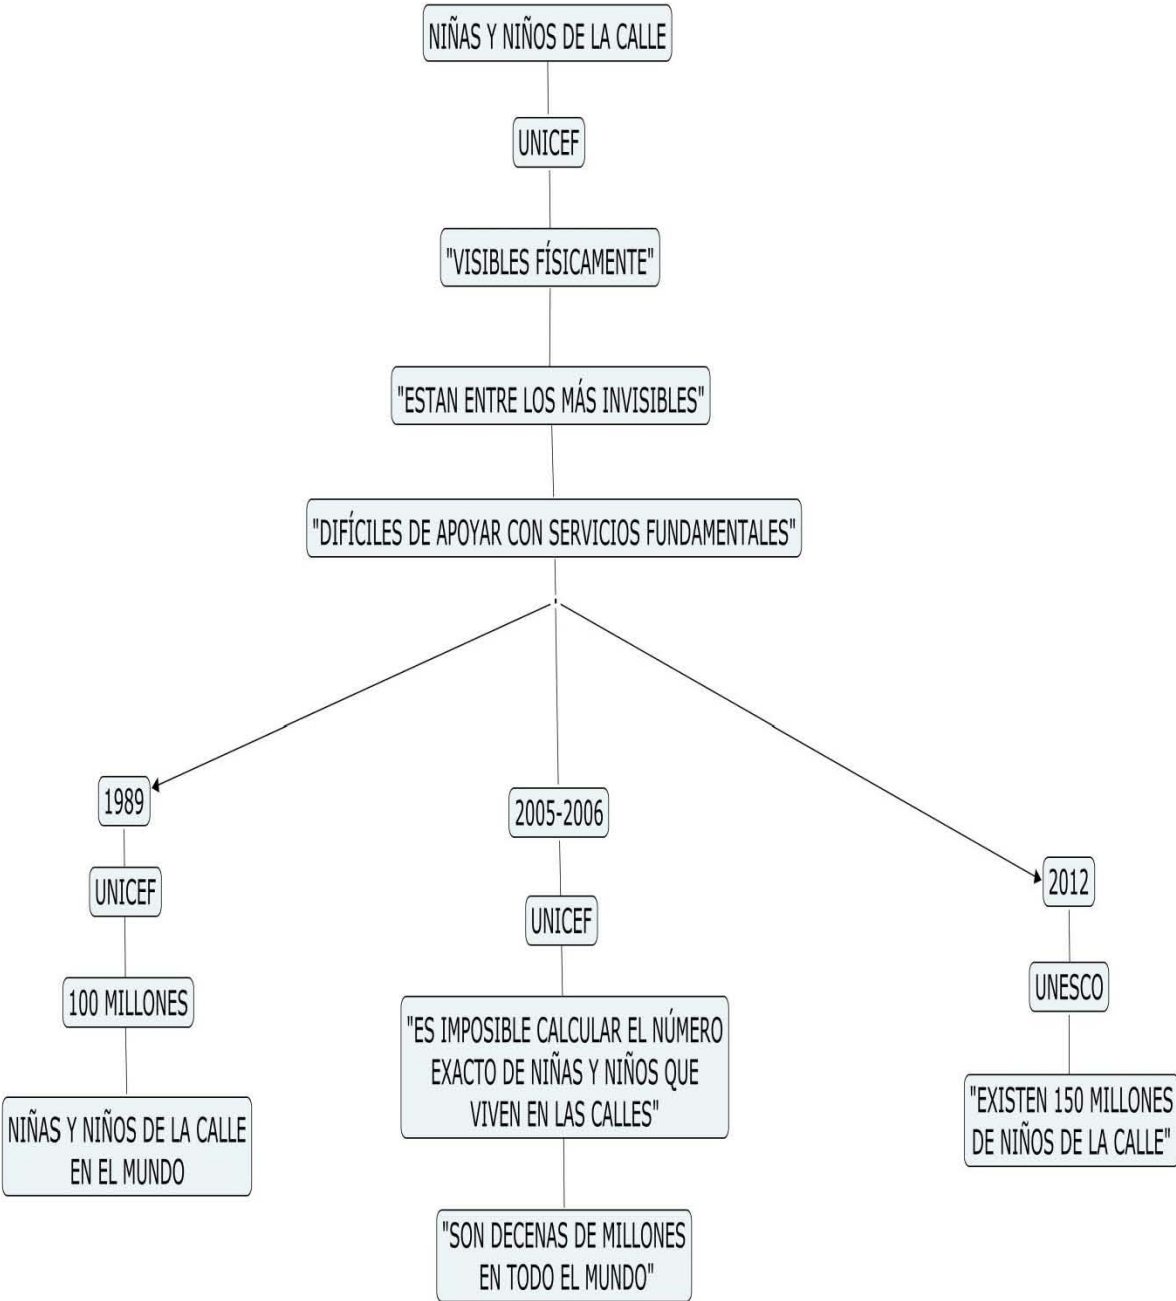 NIÑAS Y NIÑOS DE LA CALLE
UNICEF
"VISIBLES FÍSICAMENTE"
"ESTAN ENTRE LOS MÁS INVISIBLES"
"DIFÍCILES DE APOYAR CON SERVICIOS FUNDAMENTALES"
1989
UNICEF
100 MILLONES
NIÑAS Y NIÑOS DE LA CALLE
EN EL MUNDO
2005-2006
UNICEF
"ES IMPOSIBLE CALCULAR EL NÚMERO
EXACTO DE NIÑAS Y NIÑOS QUE
VIVEN EN LAS CALLES"
"SON DECENAS DE MILLONES
EN TODO EL MUNDO"
2012
UNESCO
"EXISTEN 150 MILLONES
DE NIÑOS DE LA CALLE"